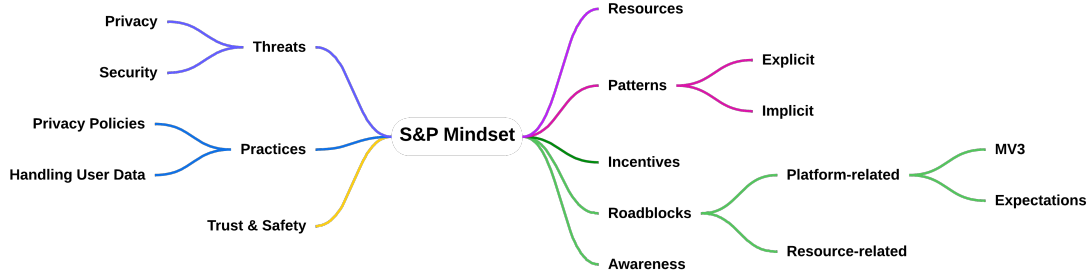 S&P Mindset
Threats
Privacy
Security
Practices
Privacy Policies
Handling User Data
Trust & Safety
Resources
Patterns
Explicit
Implicit
Incentives
Roadblocks
Platform-related
MV3
Expectations
Resource-related
Awareness